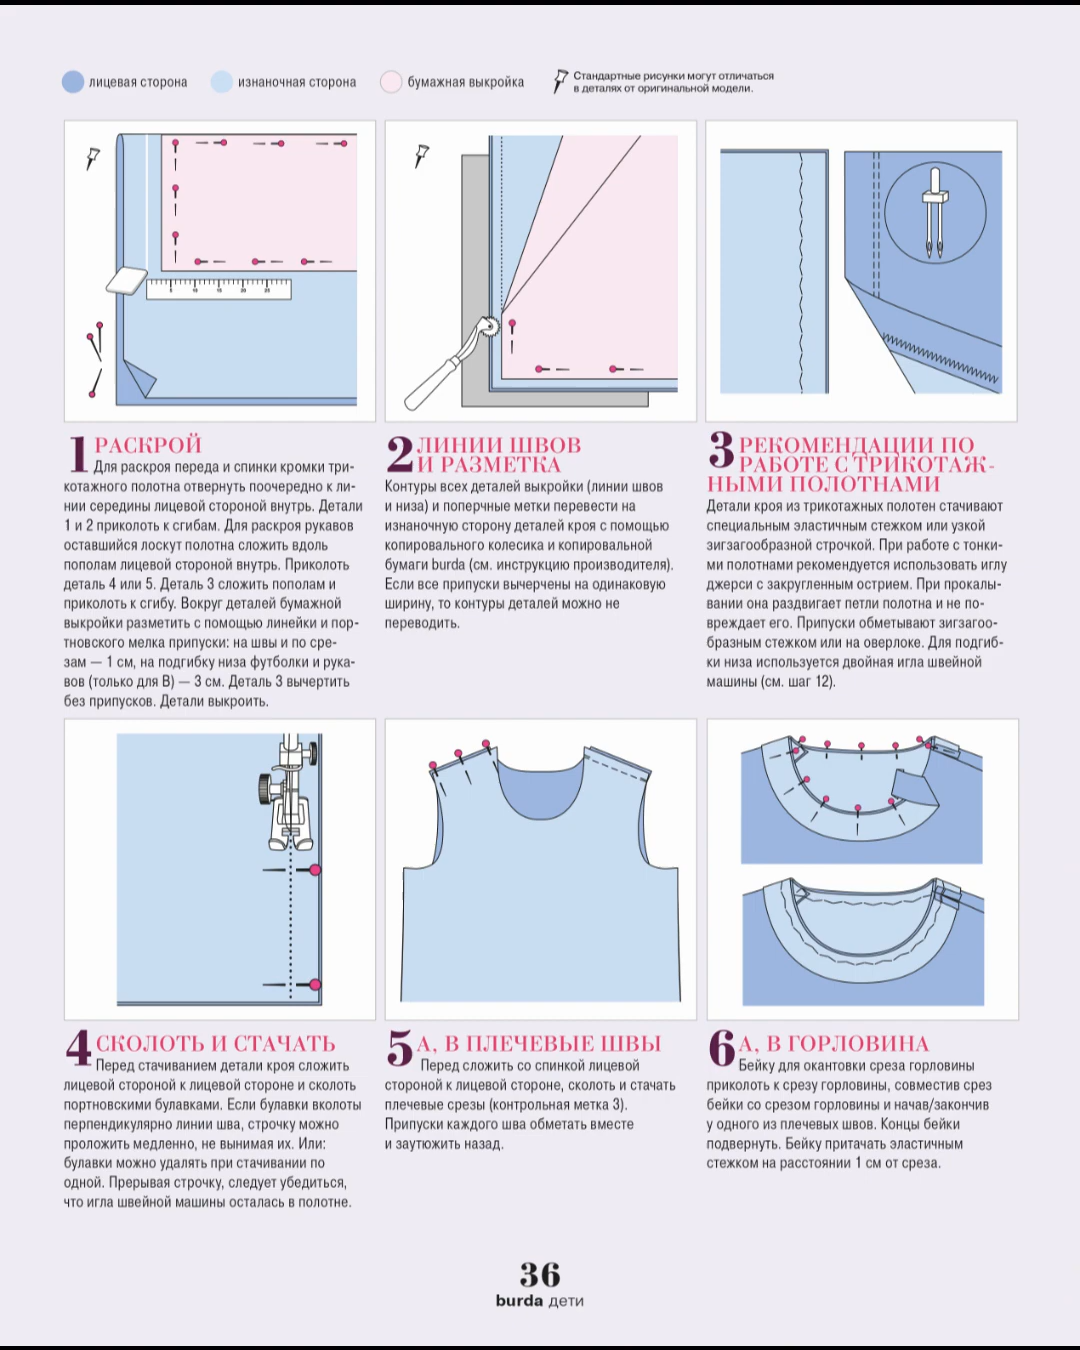 лицевая сторона
изнаночная сторона
бумажная выкройка
Стандартные рисунки могут отличаться
в деталях от оригинальной модели.
5 10 15 20 25
1 РАСКРОЙ
Для раскроя переда и спинки кромки три-
котажного полотна отвернуть поочередно к ли-
нии середины лицевой стороной внутрь. Детали
1 и 2 приколоть к сгибам. Для раскроя рукавов
оставшийся лоскут полотна сложить вдоль
пополам лицевой стороной внутрь. Приколоть
деталь 4 или 5. Деталь 3 сложить пополам и
приколоть к сгибу. Вокруг деталей бумажной
выкройки разметить с помощью линейки и пор-
тновского мелка припуски: на швы и по сре-
зам — 1 см, на подгибку низа футболки и рука-
вов (только для В) — 3 см. Деталь 3 вычертить
без припусков. Детали выкроить.
2 ЛИНИИ ШВОВ
И РАЗМЕТКА
Контуры всех деталей выкройки (линии швов
и низа) и поперчные метки перевести на
изнаночную сторону деталей кроя с помощью
копировального колесика и копировальной
бумаги burda (см. инструкцию производителя).
Если все припуски вычерчены на одинаковую
ширину, то контуры деталей можно не
переводить.
3 РЕКОМЕНДАЦИИ ПО
РАБОТЕ С ТРИКОТАЖ-
НЫМИ ПОЛОТНАМИ
Детали кроя из трикотажных полотен стачивают
специальным эластичным стежком или узкой
зигзагообразной строчкой. При работе с тонки-
ми полотнами рекомендуется использовать иглу
джерси с закругленным острием. При прокалы-
вании она раздвигает петли полотна и не по-
вреждает его. Припуски обметывают зигзагоо-
бразным стежком или на оверлоке. Для подгиб-
ки низа используется двойная игла швейной
машины (см. шаг 12).
4 СКОЛОТЬ И СТАЧАТЬ
Перед стачиванием детали кроя сложить
лицевой стороной к лицевой стороне и сколоть
портновскими булавками. Если булавки вколоты
перпендикулярно линии шва, строчку можно
проложить медленно, не вынимая их. Или:
булавки можно удалять при стачивании по
одной. Прерывая строчку, следует убедиться,
что игла швейной машины осталась в полотне.
5 А, В ПЛЕЧЕВЫЕ ШВЫ
Перед сложить со спинкой лицевой
стороной к лицевой стороне, сколоть и стачать
плечевые срезы (контрольная метка 3).
Припуски каждого шва обметать вместе
и заутюжить назад.
6 А, В ГОРЛОВИНА
Бейку для окантовки среза горловины
приколоть к срезу горловины, совместив срез
бейки со срезом горловины и начав/закончив
у одного из плечевых швов. Концы бейки
подвернуть. Бейку притачать эластичным
стежком на расстоянии 1 см от среза.
36
burda дети